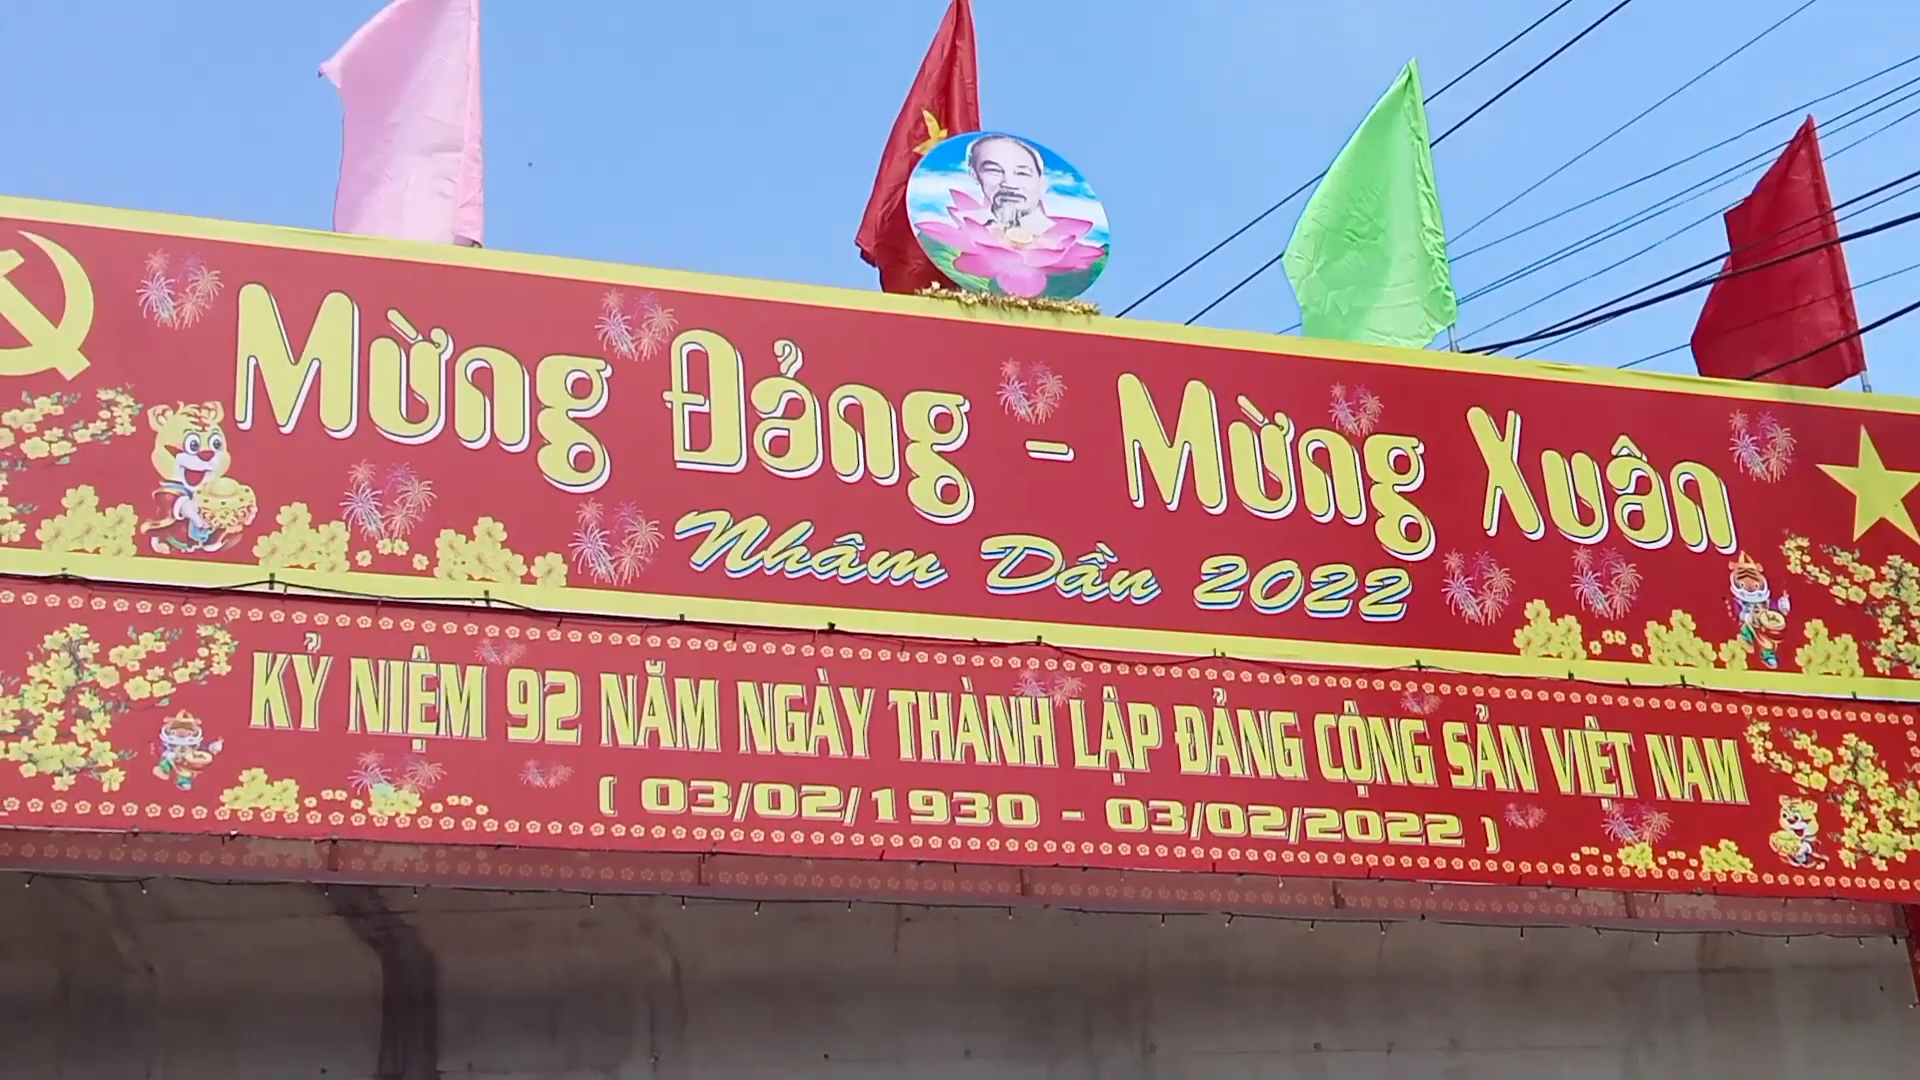 Mừng Đảng - Mừng Xuân
Nhâm Dần 2022
KỶ NIỆM 92 NĂM NGÀY THÀNH LẬP ĐẢNG CỘNG SẢN VIỆT NAM
( 03/02/1930 - 03/02/2022 )